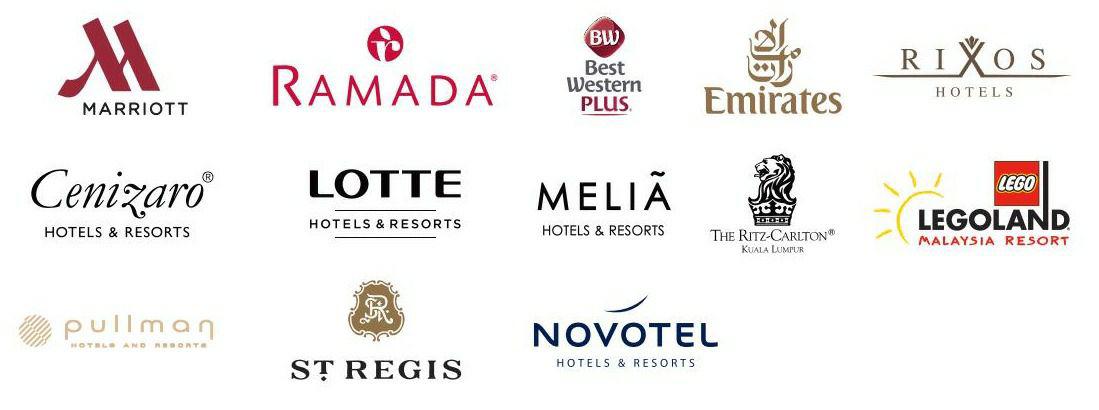 MARRIOTT
RAMADA®
BW
Best
Western
PLUS.
الإمارات
Emirates
RIXOS
HOTELS
Cenizaro®
HOTELS & RESORTS
LOTTE
HOTELS & RESORTS
MELIÃ
HOTELS & RESORTS
THE RITZ-CARLTON®
KUALA LUMPUR
LEGO
LEGOLAND®
MALAYSIA RESORT
pullman
HOTELS AND RESORTS
ST. REGIS
NOVOTEL
HOTELS & RESORTS